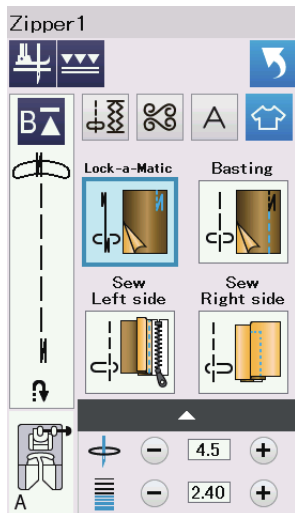 Zipper1
B
A
Lock-a-Matic
Basting
Sew
Left side
Sew
Right side
A
4.5
2.40